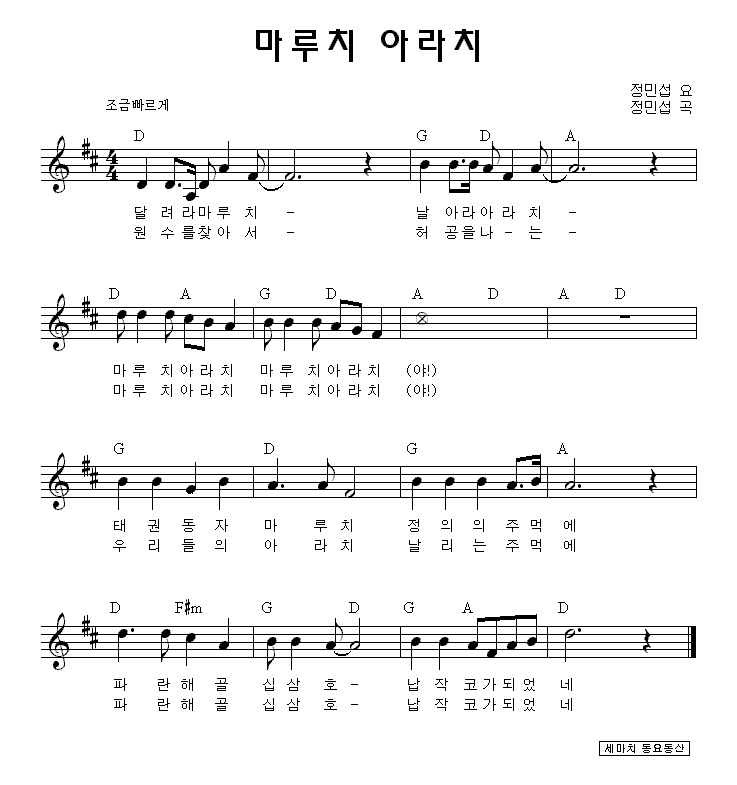 마루치 아라치
정민섭 요
조금빠르게
정민섭 곡
D G D A
4
4
달 려라마루 치 - 날 아라아라 치 -
원 수를찾아 서 - 허 공을나 - 는 -
D A G D A D A D
마루 치아라치 마루 치아라치 (야!)
마루 치아라치 마루 치아라치 (야!)
G D G A
태 권 동 자 마 루 치 정 의 의 주먹 에
우 리 들 의 아 라 치 날 리 는 주먹 에
D F#m G D G A D
파 란 해 골 십 삼 호 - 납 작 코가되었 네
파 란 해 골 십 삼 호 - 납 작 코가되었 네
세마치 동요동산